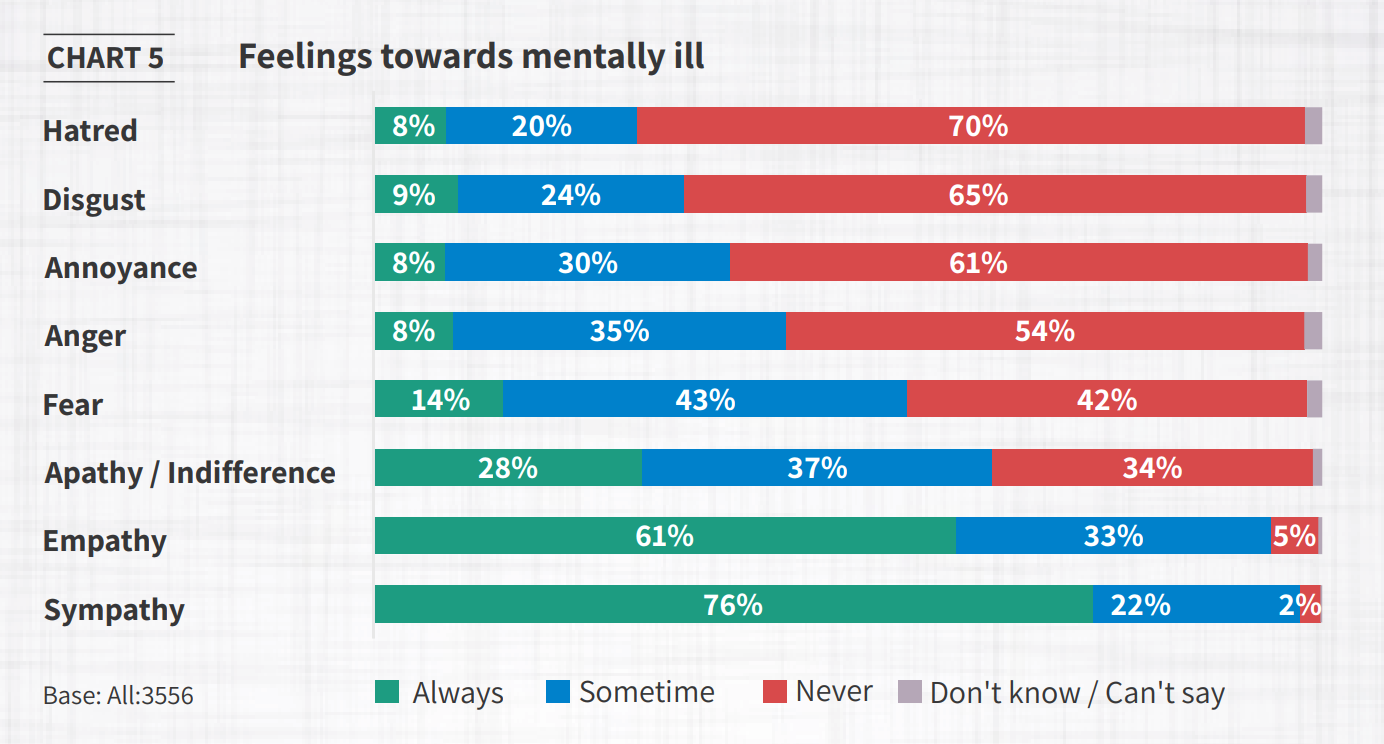 CHART 5 Feelings towards mentally ill
Hatred 8% 20% 70%
Disgust 9% 24% 65%
Annoyance 8% 30% 61%
Anger 8% 35% 54%
Fear 14% 43% 42%
Apathy / Indifference 28% 37% 34%
Empathy 61% 33% 5%
Sympathy 76% 22% 2%
Base: All:3556 Always Sometime Never Don't know / Can't say